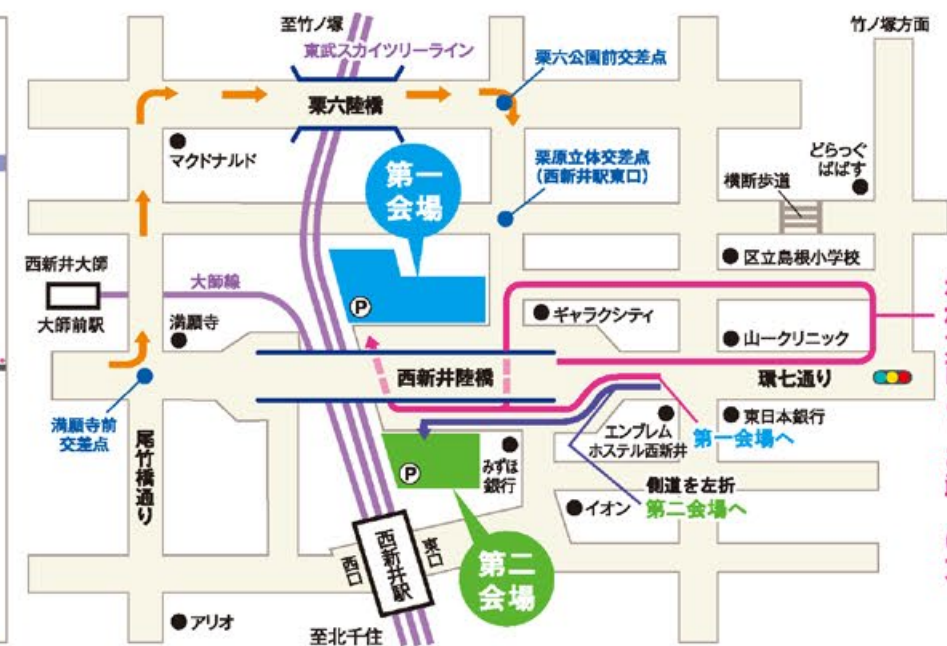 至竹ノ塚
竹ノ塚方面
東武スカイツリーライン
栗六公園前交差点
栗六陸橋
マクドナルド
第一
会場
栗原立体交差点
(西新井駅東口)
どらっぐ
ぱぱす
横断歩道
西新井大師
大師前駅
大師線
満願寺
P
区立島根小学校
ギャラクシティ
山一クリニック
西新井陸橋
環七通り
満願寺前
交差点
尾竹橋通り
エンブレム
ホステル西新井
第一会場へ
東日本銀行
P
みずほ
銀行
側道を左折
第二会場へ
イオン
西口
西新井駅
東口
第二
会場
アリオ
至北千住